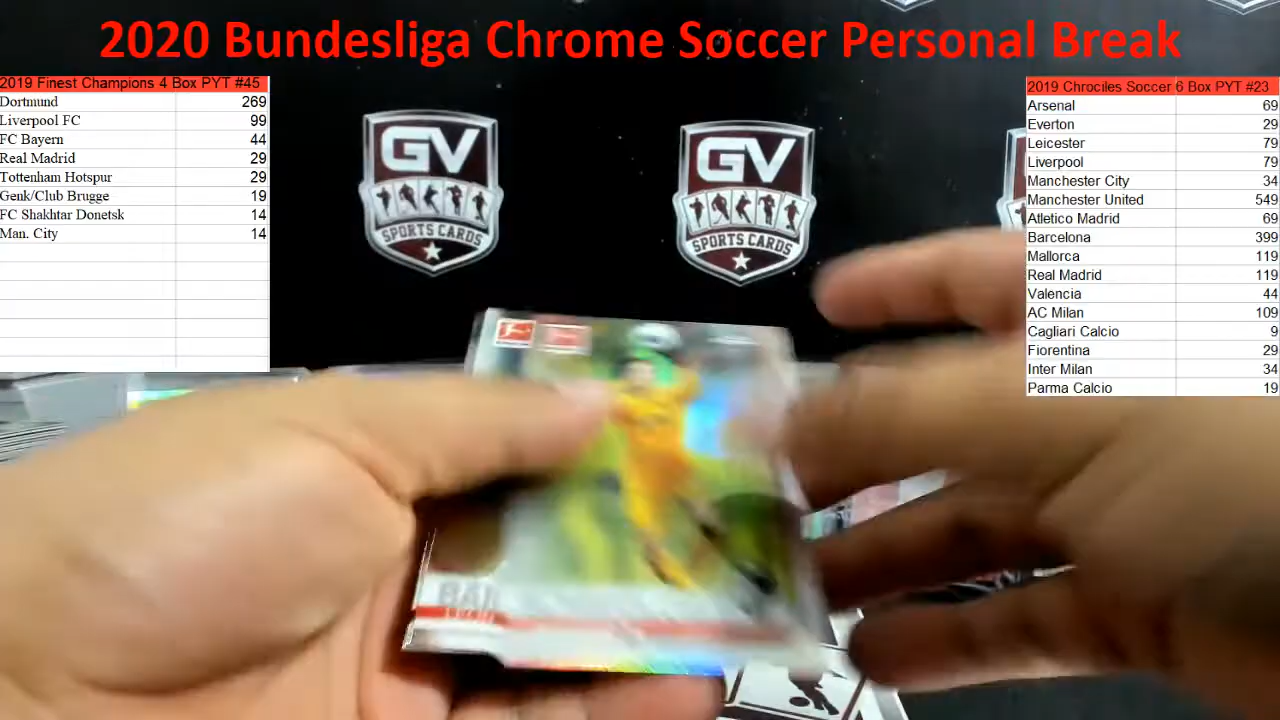 2020 Bundesliga Chrome Soccer Personal Break
2019 Finest Champions 4 Box PYT #45
Dortmund 269
Liverpool FC 99
FC Bayern 44
Real Madrid 29
Tottenham Hotspur 29
Genk/Club Brugge 19
FC Shakhtar Donetsk 14
Man. City 14
2019 Chrociles Soccer 6 Box PYT #23
Arsenal 69
Everton 29
Leicester 79
Liverpool 79
Manchester City 34
Manchester United 549
Atletico Madrid 69
Barcelona 399
Mallorca 119
Real Madrid 119
Valencia 44
AC Milan 109
Cagliari Calcio 9
Fiorentina 29
Inter Milan 34
Parma Calcio 19
GV
SPORTS CARDS
GV
SPORTS CARDS